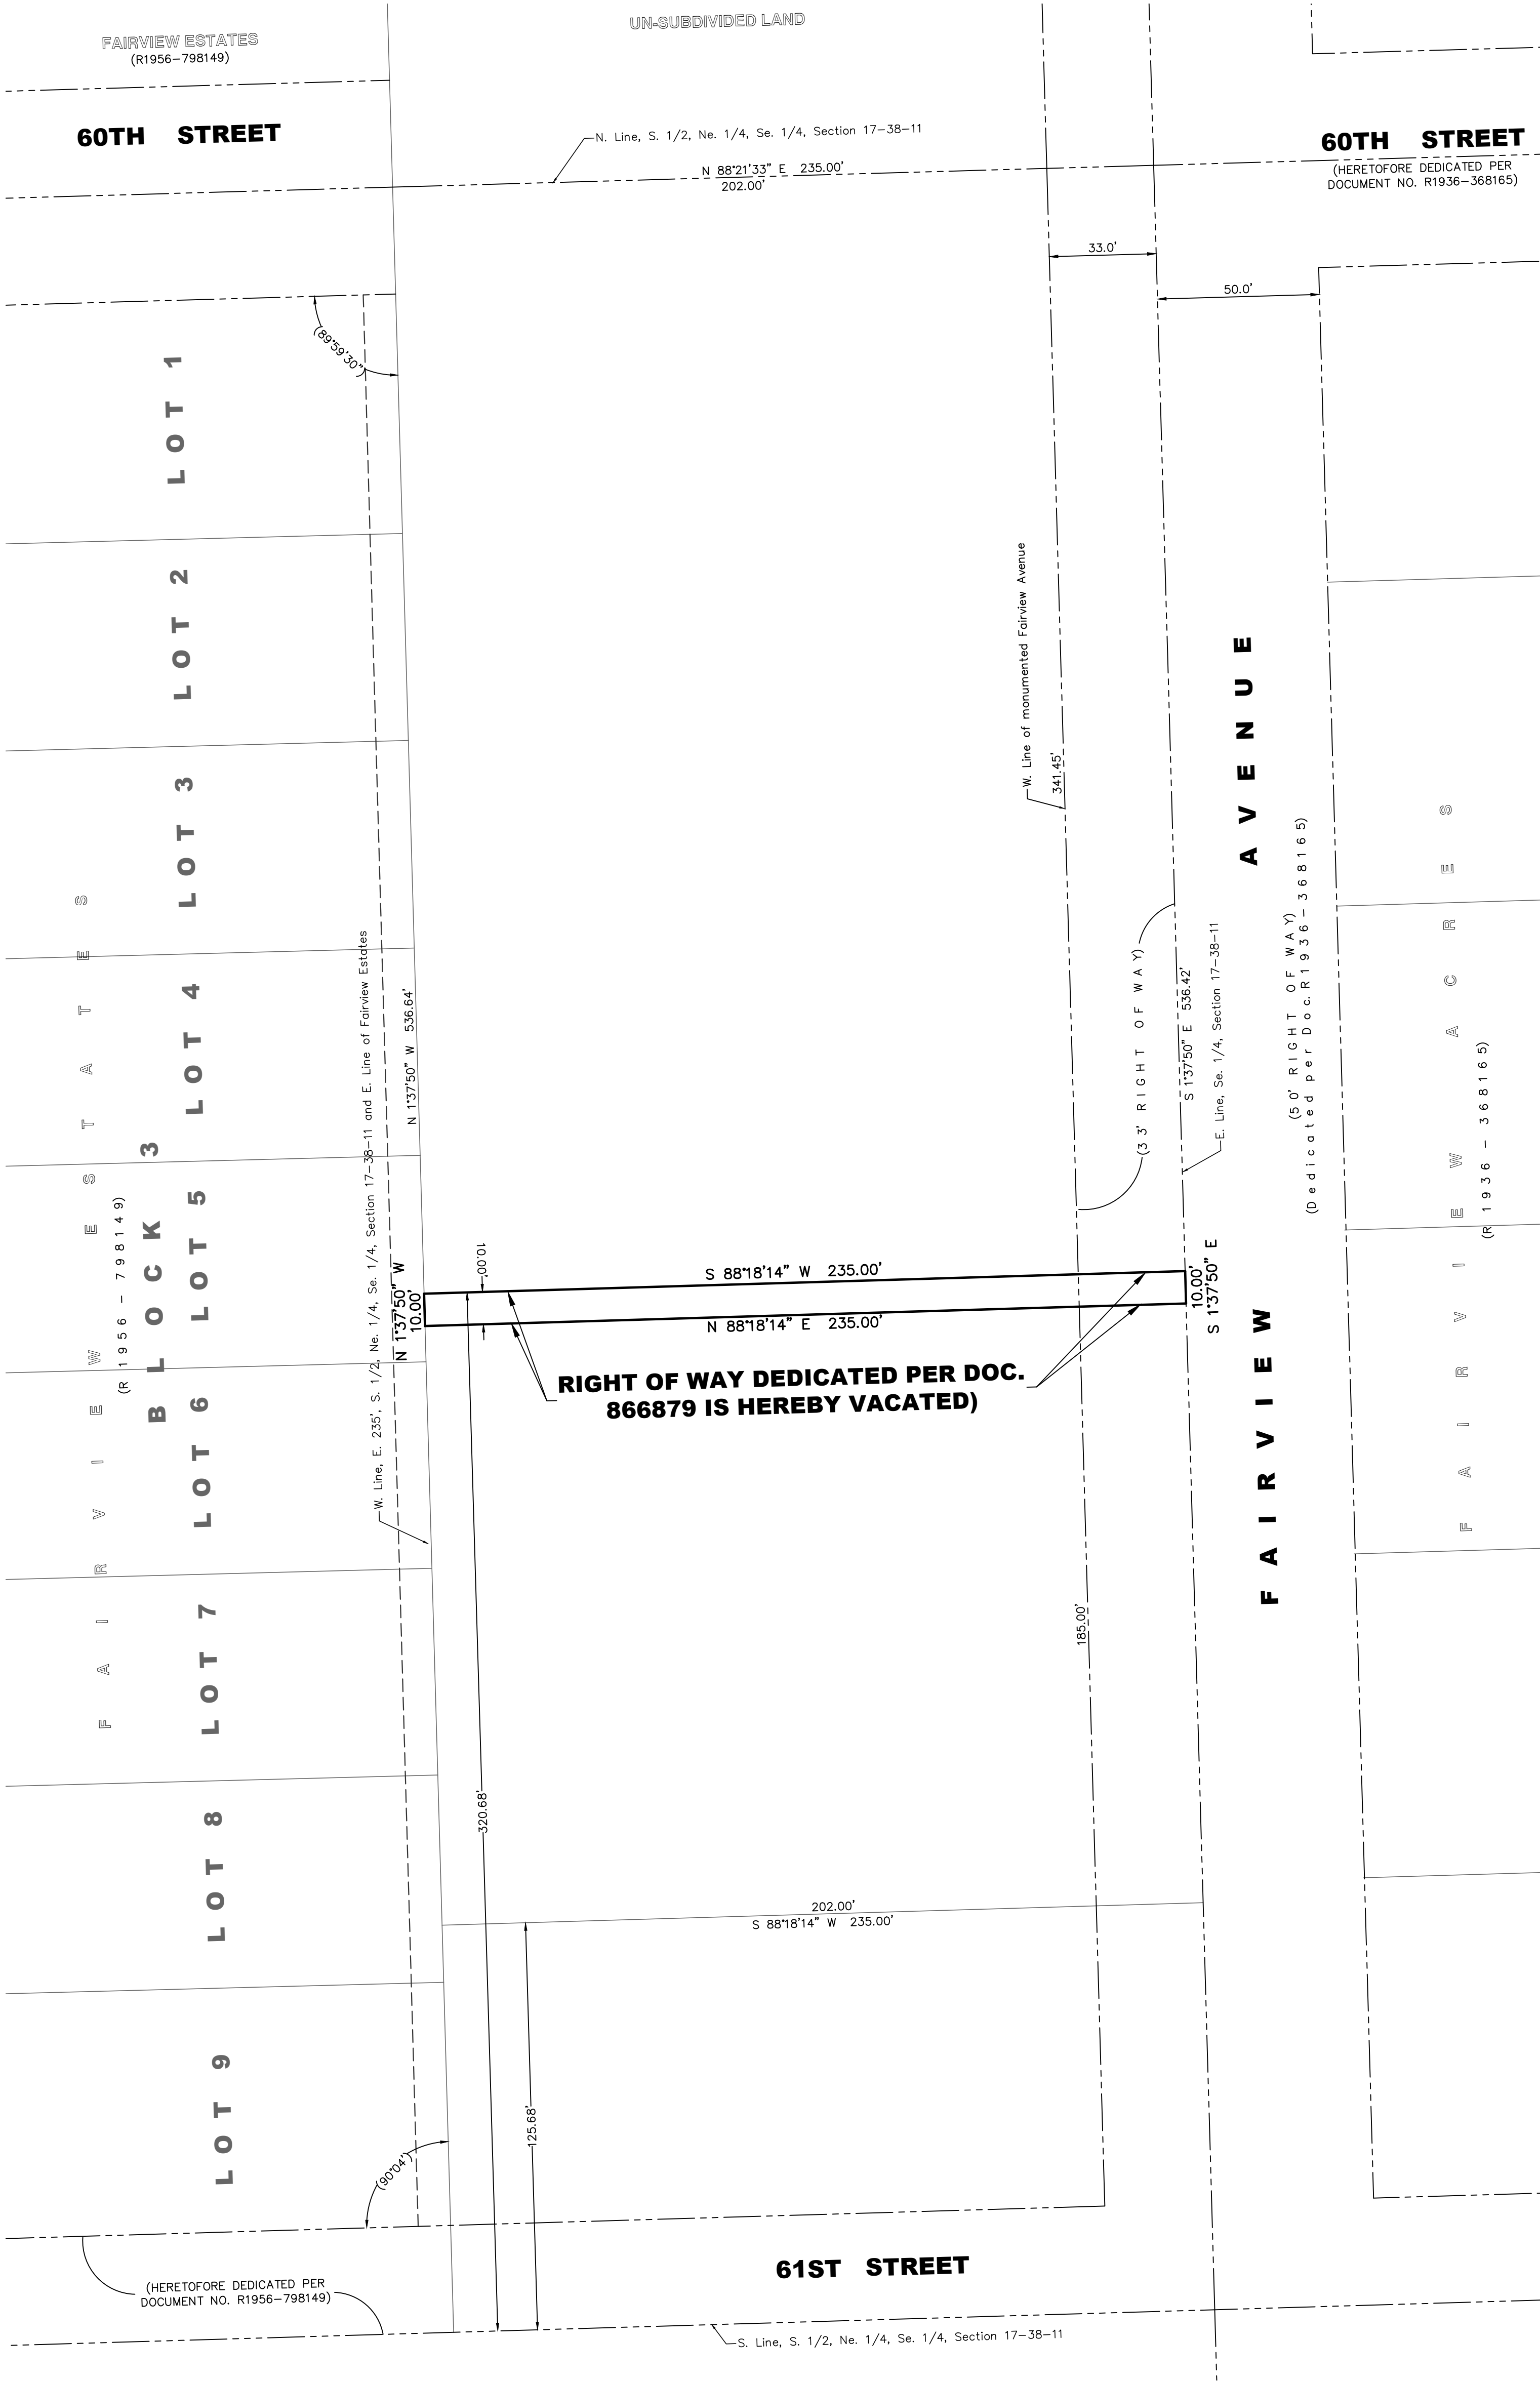 UN-SUBDIVIDED LAND
FAIRVIEW ESTATES
(R1956-798149)
60TH STREET
N. Line, S. 1/2, Ne. 1/4, Se. 1/4, Section 17-38-11
N 88°21'33" E 235.00'
202.00'
60TH STREET
(HERETOFORE DEDICATED PER
DOCUMENT NO. R1936-368165)
33.0'
50.0'
(89°59'30")
LOT 1
LOT 2
LOT 3
LOT 4
LOT 5
LOT 6
LOT 7
LOT 8
LOT 9
BLOCK 3
FAIRVIEW ESTATES
(R 1956 - 798149)
W. Line, E. 235', S. 1/2, Ne. 1/4, Se. 1/4, Section 17-38-11 and E. Line of Fairview Estates
N 1°37'50" W 536.64'
W. Line of monumented Fairview Avenue
341.45'
(33' RIGHT OF WAY)
S 1°37'50" E 536.42'
E. Line, Se. 1/4, Section 17-38-11
FAIRVIEW AVENUE
(50' RIGHT OF WAY)
(Dedicated per Doc. R1936-368165)
FAIRVIEW ACRES
(R 1936 - 368165)
10.00'
S 88°18'14" W 235.00'
N 1°37'50" W
10.00'
N 88°18'14" E 235.00'
10.00'
S 1°37'50" E
RIGHT OF WAY DEDICATED PER DOC.
866879 IS HEREBY VACATED)
185.00'
320.68'
202.00'
S 88°18'14" W 235.00'
125.68'
(90°04')
61ST STREET
(HERETOFORE DEDICATED PER
DOCUMENT NO. R1956-798149)
S. Line, S. 1/2, Ne. 1/4, Se. 1/4, Section 17-38-11